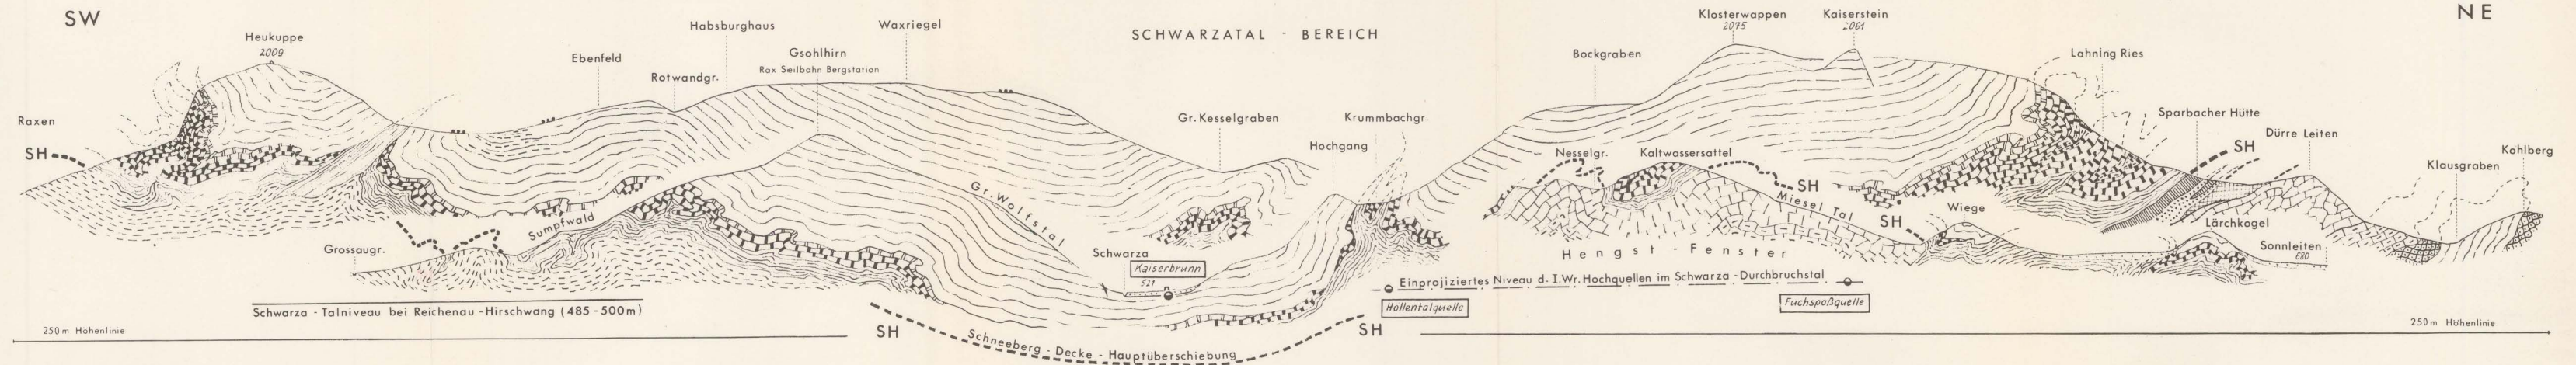 SW
NE
Heukuppe
2009
Ebenfeld
Rotwandgr.
Habsburghaus
Gsohlhirn
Rax Seilbahn Bergstation
Waxriegel
SCHWARZATAL - BEREICH
Bockgraben
Klosterwappen
2075
Kaiserstein
2061
Lahning Ries
Raxen
SH
Gr. Kesselgraben
Krummbachgr.
Hochgang
Nesselgr.
Kaltwassersattel
Sparbacher Hütte
SH
Dürre Leiten
Kohlberg
Klausgraben
SH
Miesel Tal
SH
Wiege
Lärchkogel
Sonnleiten
680
Gr. Wolfstal
Sumpfwald
Grossaugr.
Schwarza
Kaiserbrunn
521
Hengst - Fenster
Einprojiziertes Niveau d. I. Wr. Hochquellen im Schwarza - Durchbruchstal
Höllentalquelle
Fuchspaßquelle
Schwarza - Talniveau bei Reichenau - Hirschwang (485 - 500m)
250m Höhenlinie
250m Höhenlinie
SH
Schneeberg - Decke - Hauptüberschiebung
SH